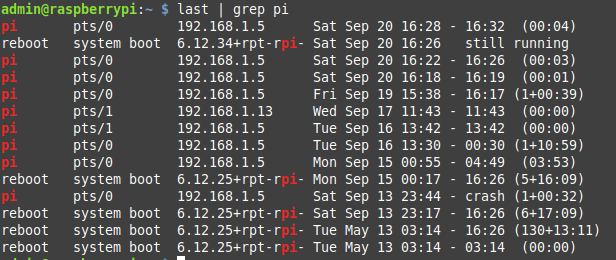 admin@raspberrypi:~ $ last | grep pi
pi       pts/0        192.168.1.5      Sat Sep 20 16:28 - 16:32  (00:04)
reboot   system boot  6.12.34+rpt-rpi- Sat Sep 20 16:26   still running
pi       pts/0        192.168.1.5      Sat Sep 20 16:22 - 16:26  (00:03)
pi       pts/0        192.168.1.5      Sat Sep 20 16:18 - 16:19  (00:01)
pi       pts/0        192.168.1.5      Fri Sep 19 15:38 - 16:17 (1+00:39)
pi       pts/1        192.168.1.13     Wed Sep 17 11:43 - 11:43  (00:00)
pi       pts/1        192.168.1.5      Tue Sep 16 13:42 - 13:42  (00:00)
pi       pts/0        192.168.1.5      Tue Sep 16 13:30 - 00:30 (1+10:59)
pi       pts/0        192.168.1.5      Mon Sep 15 00:55 - 04:49  (03:53)
reboot   system boot  6.12.25+rpt-rpi- Mon Sep 15 00:17 - 16:26 (5+16:09)
pi       pts/0        192.168.1.5      Sat Sep 13 23:44 - crash (1+00:32)
reboot   system boot  6.12.25+rpt-rpi- Sat Sep 13 23:17 - 16:26 (6+17:09)
reboot   system boot  6.12.25+rpt-rpi- Tue May 13 03:14 - 16:26 (130+13:11)
reboot   system boot  6.12.25+rpt-rpi- Tue May 13 03:14 - 03:14  (00:00)